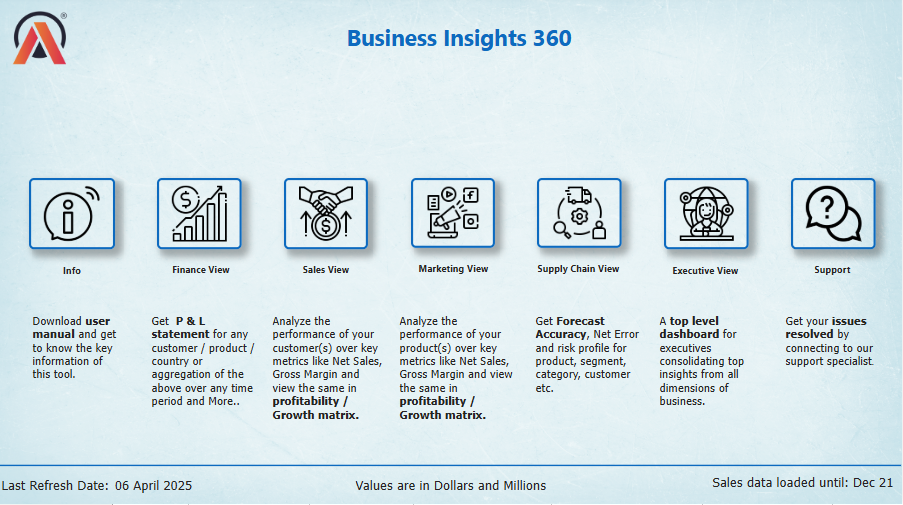 ®
Business Insights 360
Info
Finance View
Sales View
Marketing View
Supply Chain View
Executive View
Support
Download user
manual and get
to know the key
information of
this tool.
Get P & L
statement for any
customer / product /
country or
aggregation of the
above over any time
period and More..
Analyze the
performance of your
customer(s) over key
metrics like Net Sales,
Gross Margin and
view the same in
profitability /
Growth matrix.
Analyze the
performance of your
product(s) over key
metrics like Net Sales,
Gross Margin and view
the same in
profitability /
Growth matrix.
Get Forecast
Accuracy, Net Error
and risk profile for
product, segment,
category, customer
etc.
A top level
dashboard for
executives
consolidating top
insights from all
dimensions of
business.
Get your issues
resolved by
connecting to our
support specialist.
Last Refresh Date: 06 April 2025
Values are in Dollars and Millions
Sales data loaded until: Dec 21